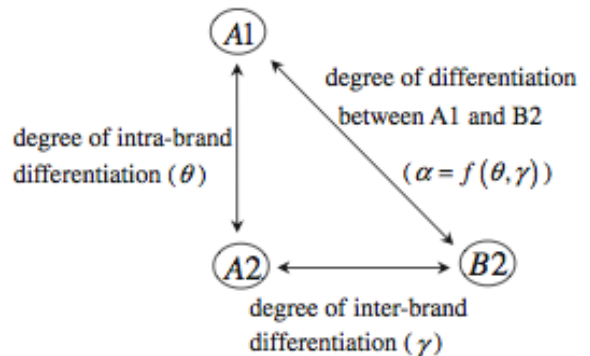 A1
degree of differentiation
between A1 and B2
degree of intra-brand
differentiation (θ)
(α = f(θ,γ))
A2
B2
degree of inter-brand
differentiation (γ)